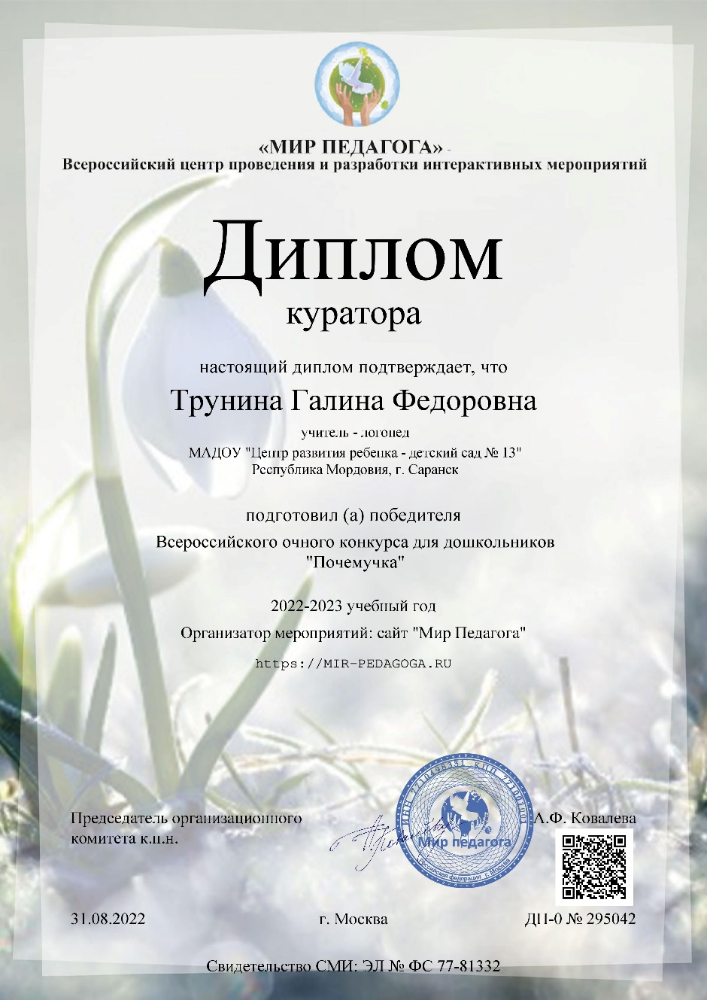 «МИР ПЕДАГОГА» -
Всероссийский центр проведения и разработки интерактивных мероприятий
Диплом
куратора
настоящий диплом подтверждает, что
Трунина Галина Федоровна
учитель - логопед
МАДОУ "Центр развития ребенка - детский сад № 13"
Республика Мордовия, г. Саранск
подготовил (а) победителя
Всероссийского очного конкурса для дошкольников
"Почемучка"
2022-2023 учебный год
Организатор мероприятий: сайт "Мир Педагога"
https://MIR-PEDAGOGA.RU
Председатель организационного
комитета к.п.н.
А.Ф. Ковалева
Мир педагога
Российская федерация г. Москва
31.08.2022 г. Москва ДП-0 № 295042
Свидетельство СМИ: ЭЛ № ФС 77-81332